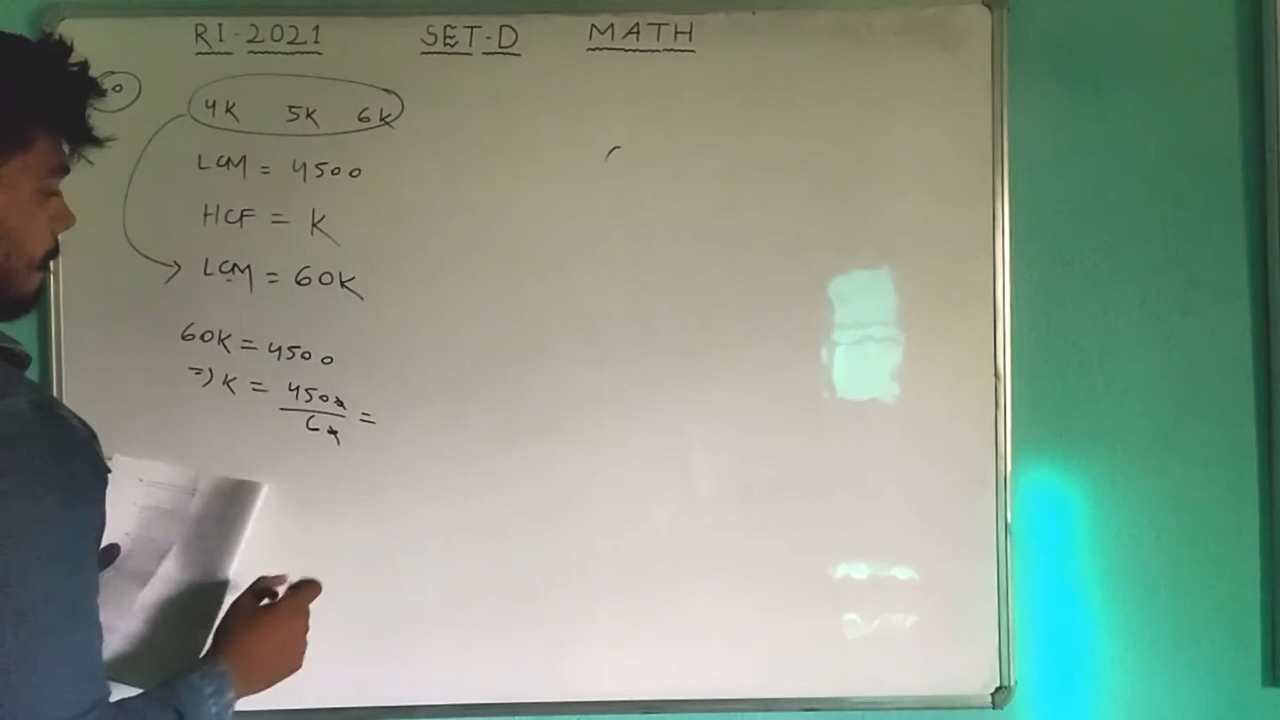 RI-2021 SET-D MATH
4K 5K 6K
LCM = 4500
HCF = K
LCM = 60K
60K = 4500
⇒ K = 4500/60 =